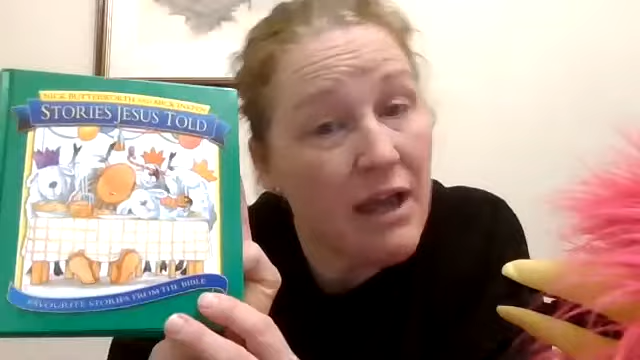 NICK BUTTERWORTH AND MICK INKPEN
STORIES JESUS TOLD
FAVOURITE STORIES FROM THE BIBLE